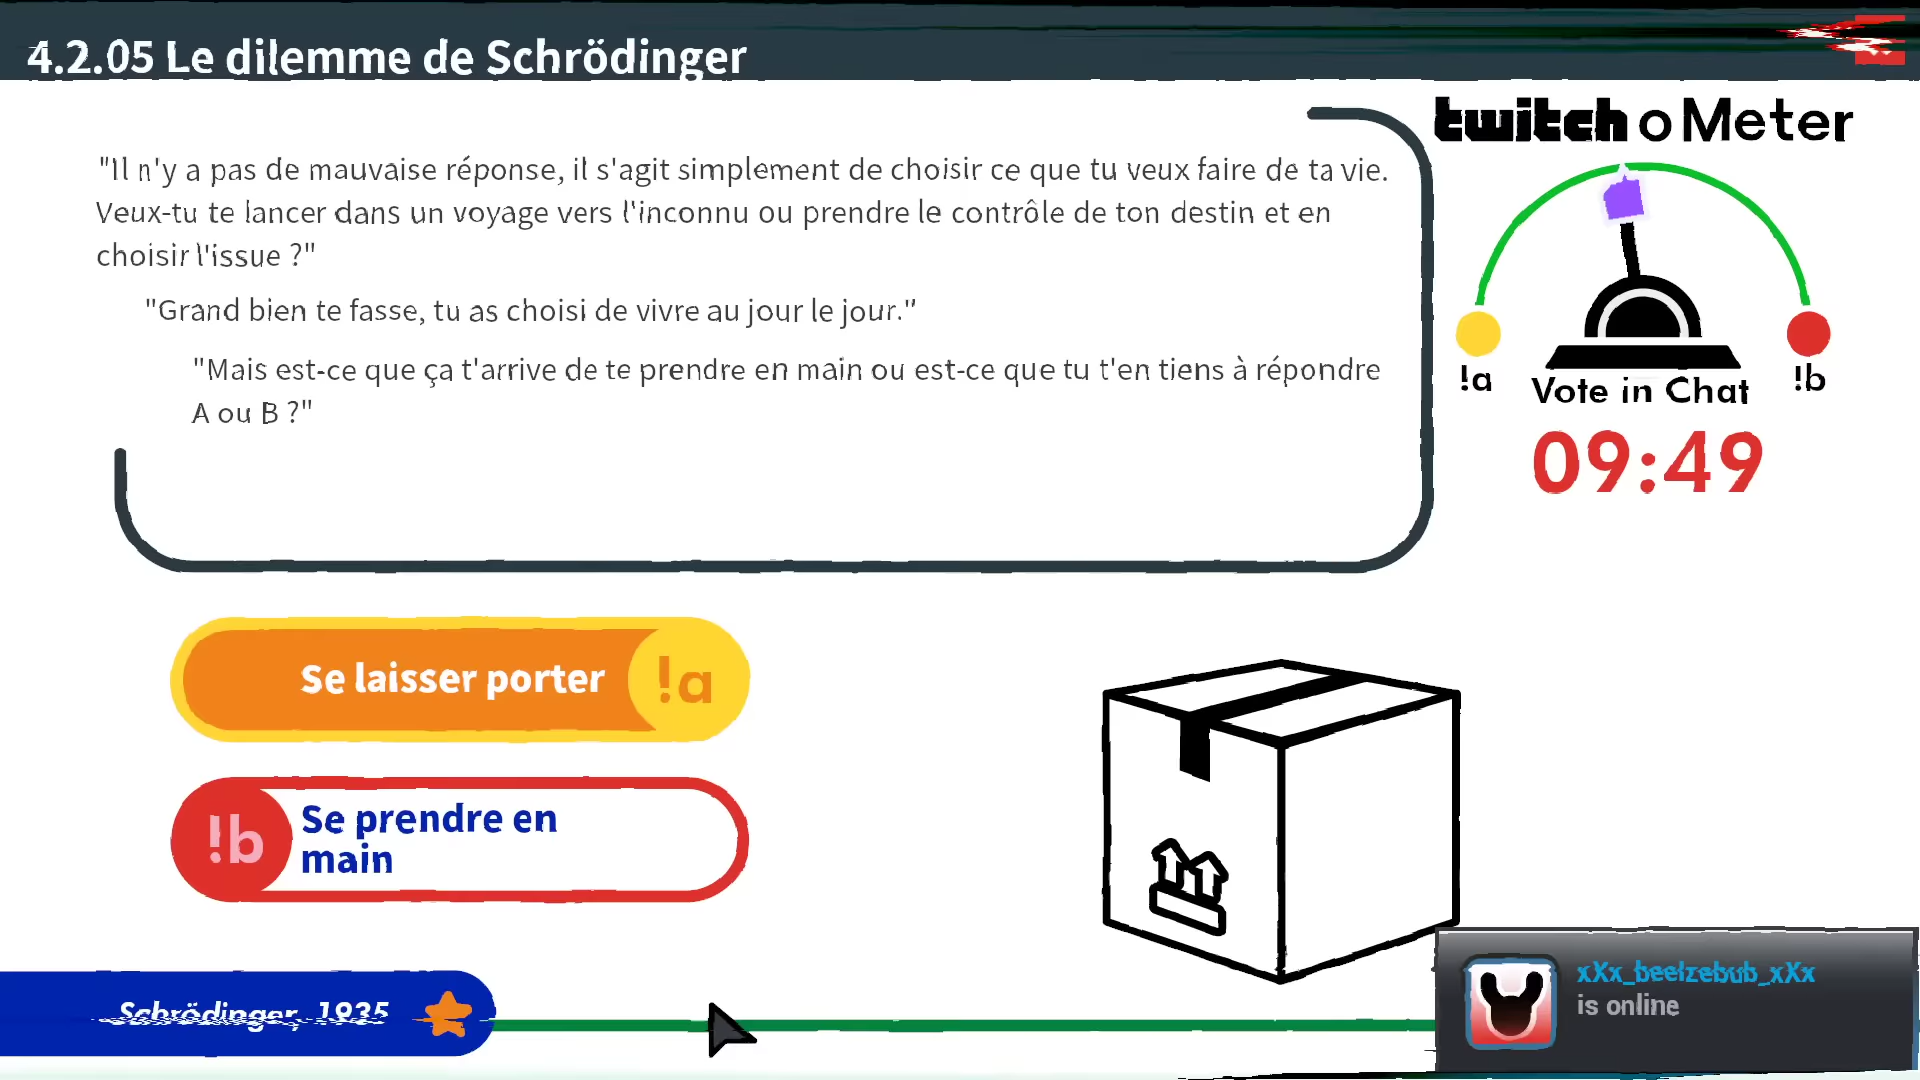 4.2.05 Le dilemme de Schrödinger
twitch o Meter
"Il n'y a pas de mauvaise réponse, il s'agit simplement de choisir ce que tu veux faire de ta vie.
Veux-tu te lancer dans un voyage vers l'inconnu ou prendre le contrôle de ton destin et en
choisir l'issue ?"
"Grand bien te fasse, tu as choisi de vivre au jour le jour."
"Mais est-ce que ça t'arrive de te prendre en main ou est-ce que tu t'en tiens à répondre
A ou B ?"
!a
Vote in Chat
!b
09:49
Se laisser porter
!a
!b
Se prendre en
main
Schrödinger, 1935
xXx_beelzebub_xXx
is online